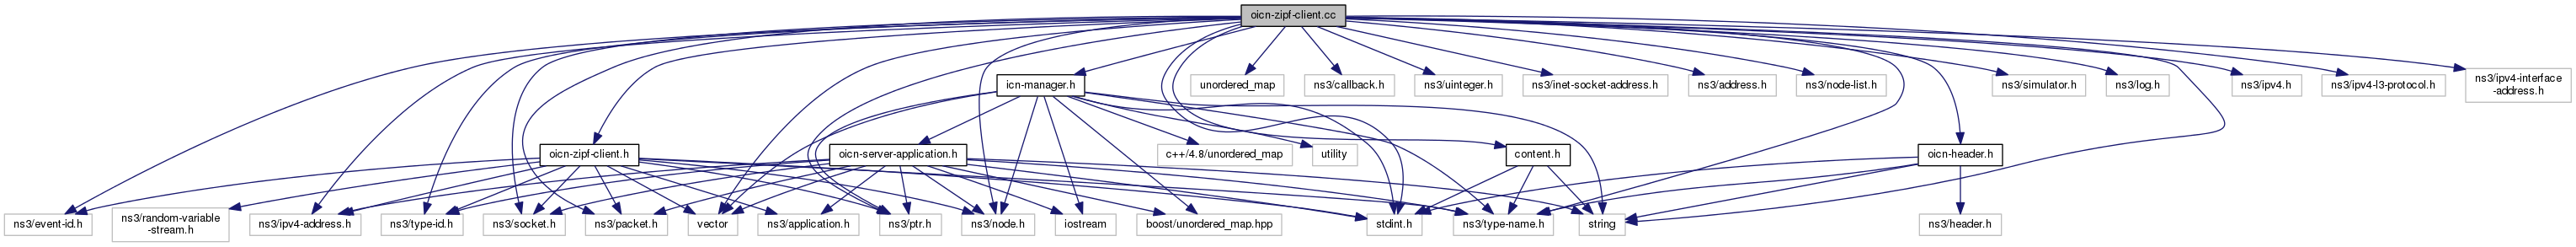 oicn-zipf-client.cc
icn-manager.h
unordered_map
ns3/callback.h
ns3/uinteger.h
ns3/inet-socket-address.h
ns3/address.h
ns3/node-list.h
ns3/simulator.h
ns3/log.h
ns3/ipv4.h
ns3/ipv4-l3-protocol.h
ns3/ipv4-interface
-address.h
oicn-zipf-client.h
oicn-server-application.h
c++/4.8/unordered_map
utility
content.h
oicn-header.h
ns3/event-id.h
ns3/random-variable
-stream.h
ns3/ipv4-address.h
ns3/type-id.h
ns3/socket.h
ns3/packet.h
vector
ns3/application.h
ns3/ptr.h
ns3/node.h
iostream
boost/unordered_map.hpp
stdint.h
ns3/type-name.h
string
ns3/header.h